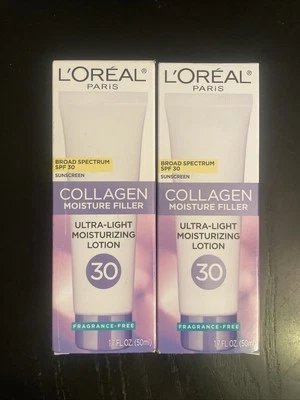 L'ORÉAL®
PARIS
BROAD SPECTRUM
SPF 30
SUNSCREEN
COLLAGEN
MOISTURE FILLER
ULTRA-LIGHT
MOISTURIZING
LOTION
30
FRAGRANCE-FREE
1.7 FL. OZ (50ml)
L'ORÉAL®
PARIS
BROAD SPECTRUM
SPF 30
SUNSCREEN
COLLAGEN
MOISTURE FILLER
ULTRA-LIGHT
MOISTURIZING
LOTION
30
FRAGRANCE-FREE
1.7 FL. OZ (50ml)